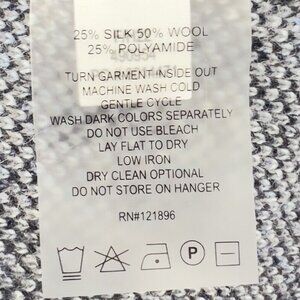 25% SILK 50% WOOL
25% POLYAMIDE
TURN GARMENT INSIDE OUT
MACHINE WASH COLD
GENTLE CYCLE
WASH DARK COLORS SEPARATELY
DO NOT USE BLEACH
LAY FLAT TO DRY
LOW IRON
DRY CLEAN OPTIONAL
DO NOT STORE ON HANGER
RN#121896
P